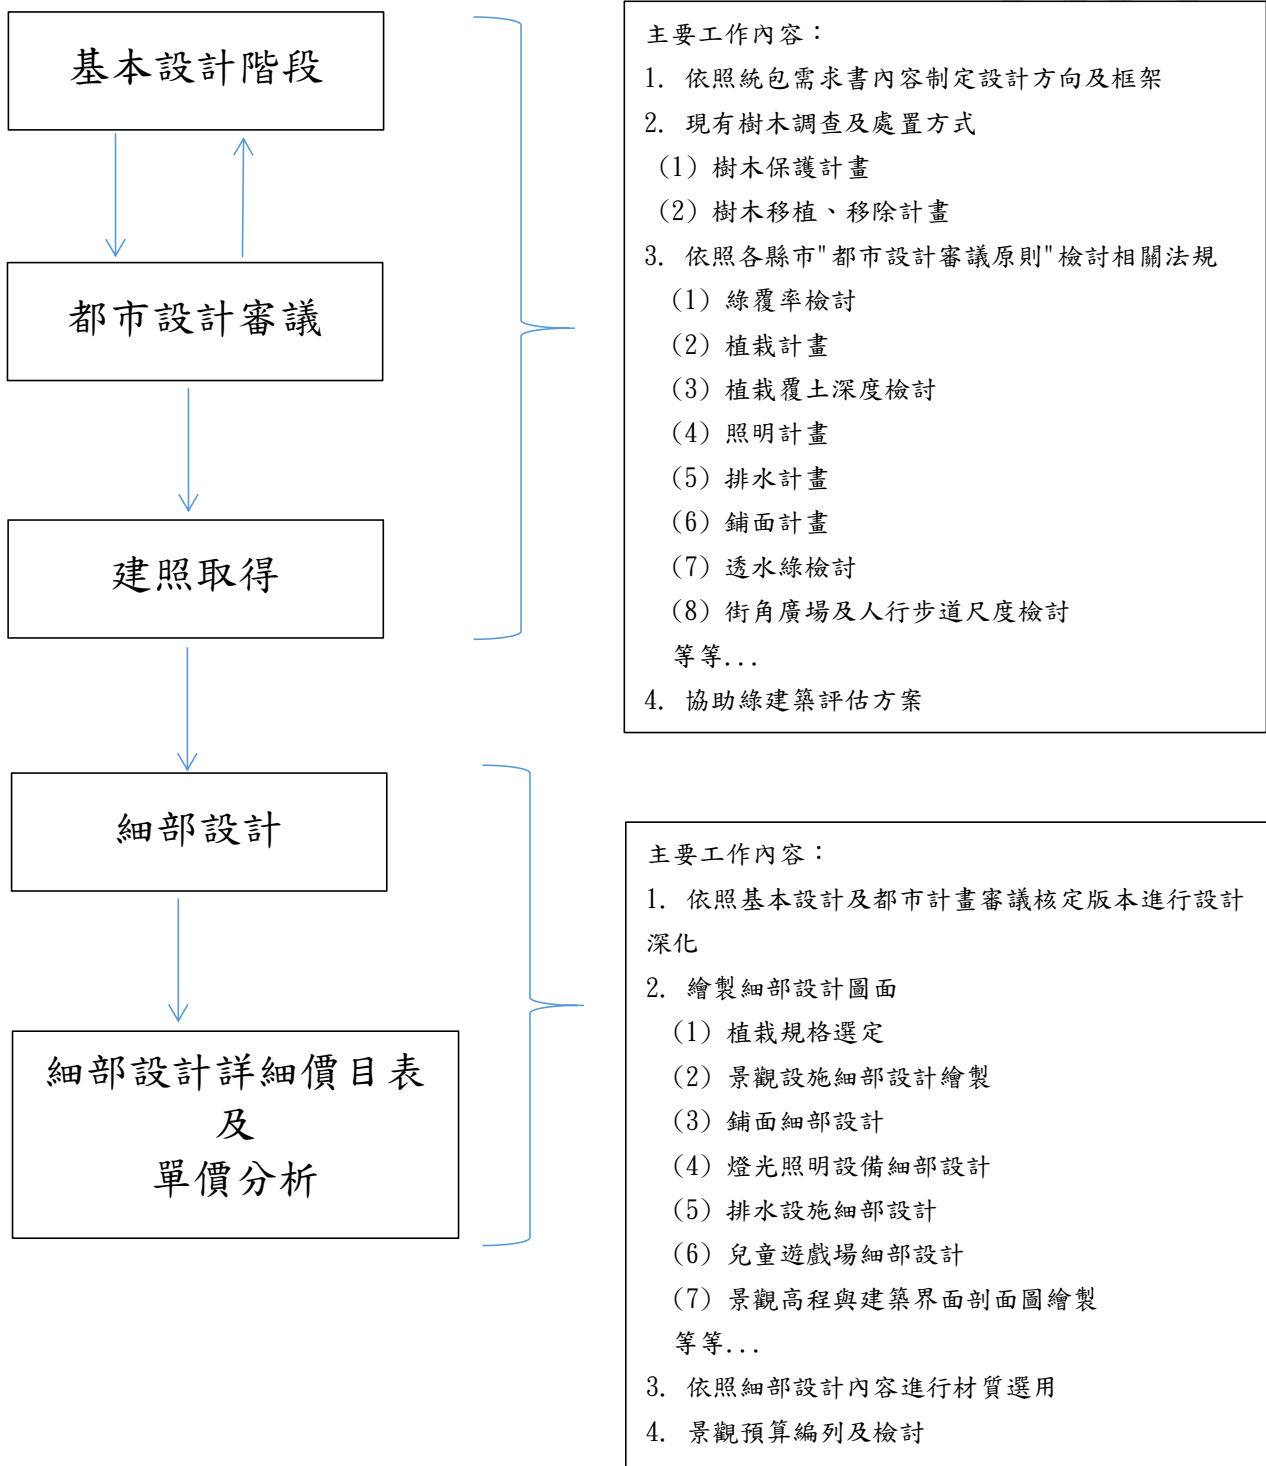 基本設計階段
都市設計審議
建照取得
細部設計
細部設計詳細價目表
及
單價分析
主要工作內容：
1. 依照統包需求書內容制定設計方向及框架
2. 現有樹木調查及處置方式
(1) 樹木保護計畫
(2) 樹木移植、移除計畫
3. 依照各縣市"都市設計審議原則"檢討相關法規
(1) 綠覆率檢討
(2) 植栽計畫
(3) 植栽覆土深度檢討
(4) 照明計畫
(5) 排水計畫
(6) 鋪面計畫
(7) 透水綠檢討
(8) 街角廣場及人行步道尺度檢討
等等...
4. 協助綠建築評估方案
主要工作內容：
1. 依照基本設計及都市計畫審議核定版本進行設計
深化
2. 繪製細部設計圖面
(1) 植栽規格選定
(2) 景觀設施細部設計繪製
(3) 鋪面細部設計
(4) 燈光照明設備細部設計
(5) 排水設施細部設計
(6) 兒童遊戲場細部設計
(7) 景觀高程與建築界面剖面圖繪製
等等...
3. 依照細部設計內容進行材質選用
4. 景觀預算編列及檢討